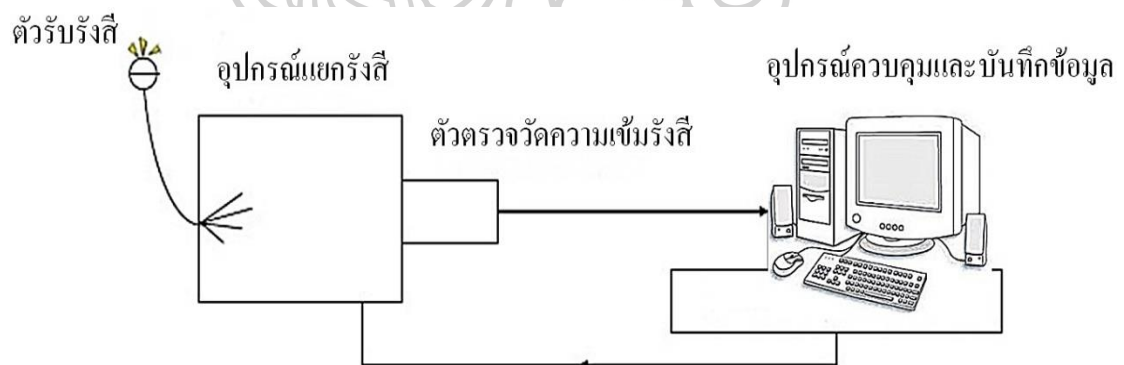 ตัวรับรังสี
อุปกรณ์แยกรังสี
ตัวตรวจวัดความเข้มรังสี
อุปกรณ์ควบคุมและบันทึกข้อมูล